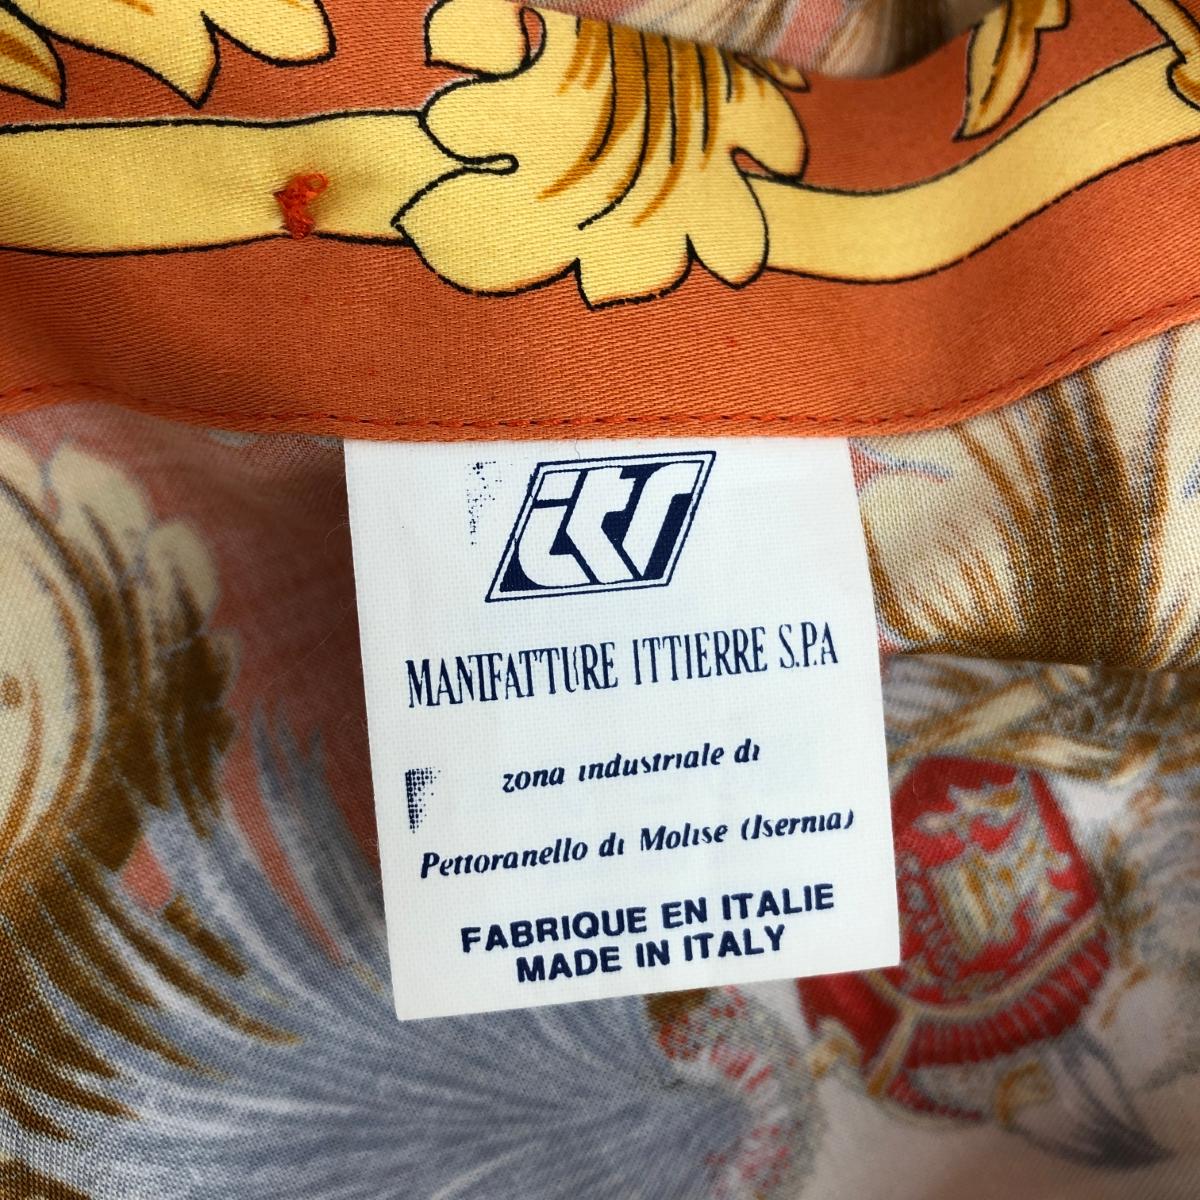 itr
MANIFATTURE ITTIERRE S.P.A
zona industriale di
Pettoranello di Molise (Isernia)
FABRIQUE EN ITALIE
MADE IN ITALY